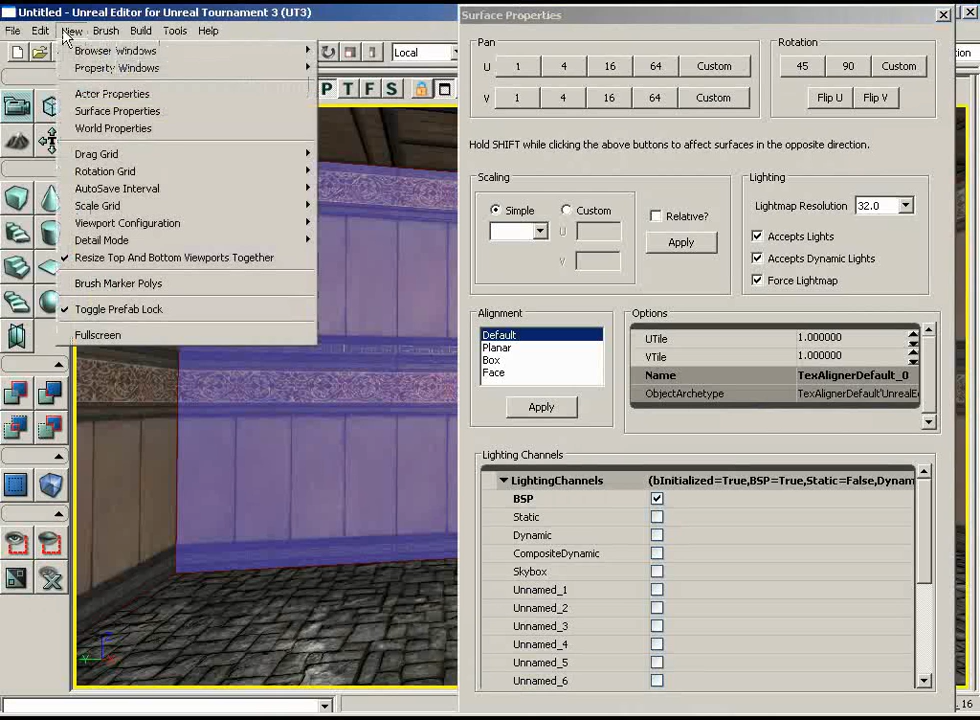 Untitled - Unreal Editor for Unreal Tournament 3 (UT3)
File Edit View Brush Build Tools Help
Local
P T F S
Browser Windows
Property Windows
Actor Properties
Surface Properties
World Properties
Drag Grid
Rotation Grid
AutoSave Interval
Scale Grid
Viewport Configuration
Detail Mode
Resize Top And Bottom Viewports Together
Brush Marker Polys
Toggle Prefab Lock
Fullscreen
Surface Properties
Pan
U 1 4 16 64 Custom
V 1 4 16 64 Custom
Rotation
45 90 Custom
Flip U Flip V
Hold SHIFT while clicking the above buttons to affect surfaces in the opposite direction.
Scaling
Simple Custom
U
V
Relative?
Apply
Lighting
Lightmap Resolution 32.0
Accepts Lights
Accepts Dynamic Lights
Force Lightmap
Alignment
Default
Planar
Box
Face
Apply
Options
UTile 1.000000
VTile 1.000000
Name TexAlignerDefault_0
ObjectArchetype TexAlignerDefault'UnrealE
Lighting Channels
LightingChannels (bInitialized=True,BSP=True,Static=False,Dynam
BSP
Static
Dynamic
CompositeDynamic
Skybox
Unnamed_1
Unnamed_2
Unnamed_3
Unnamed_4
Unnamed_5
Unnamed_6
16